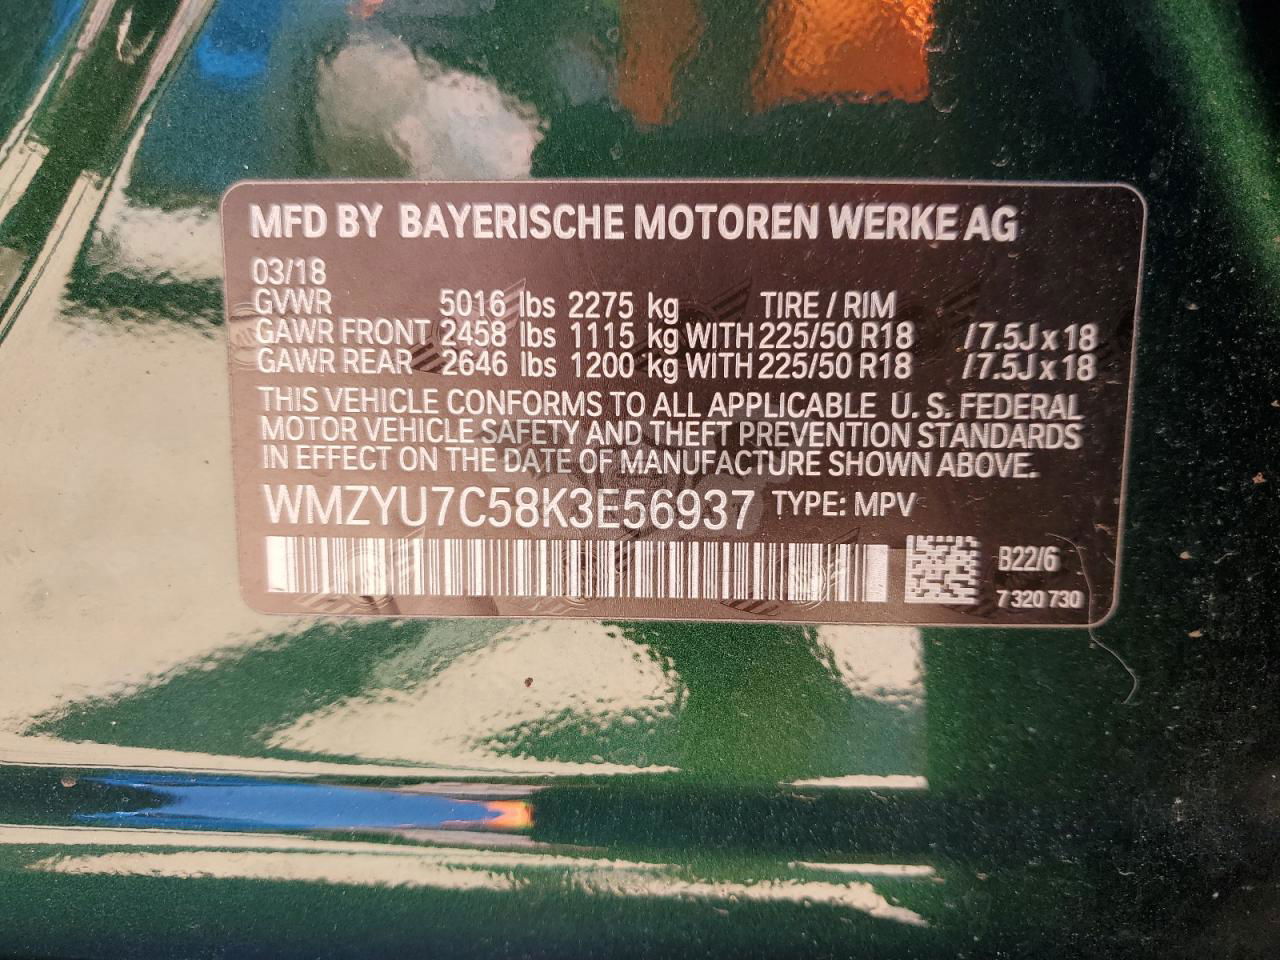 MFD BY BAYERISCHE MOTOREN WERKE AG
03/18
GVWR 5016 lbs 2275 kg TIRE / RIM
GAWR FRONT 2458 lbs 1115 kg WITH 225/50 R18 /7.5J x 18
GAWR REAR 2646 lbs 1200 kg WITH 225/50 R18 /7.5J x 18
THIS VEHICLE CONFORMS TO ALL APPLICABLE U. S. FEDERAL
MOTOR VEHICLE SAFETY AND THEFT PREVENTION STANDARDS
IN EFFECT ON THE DATE OF MANUFACTURE SHOWN ABOVE.
WMZYU7C58K3E56937 TYPE: MPV
B22/6
7 320 730